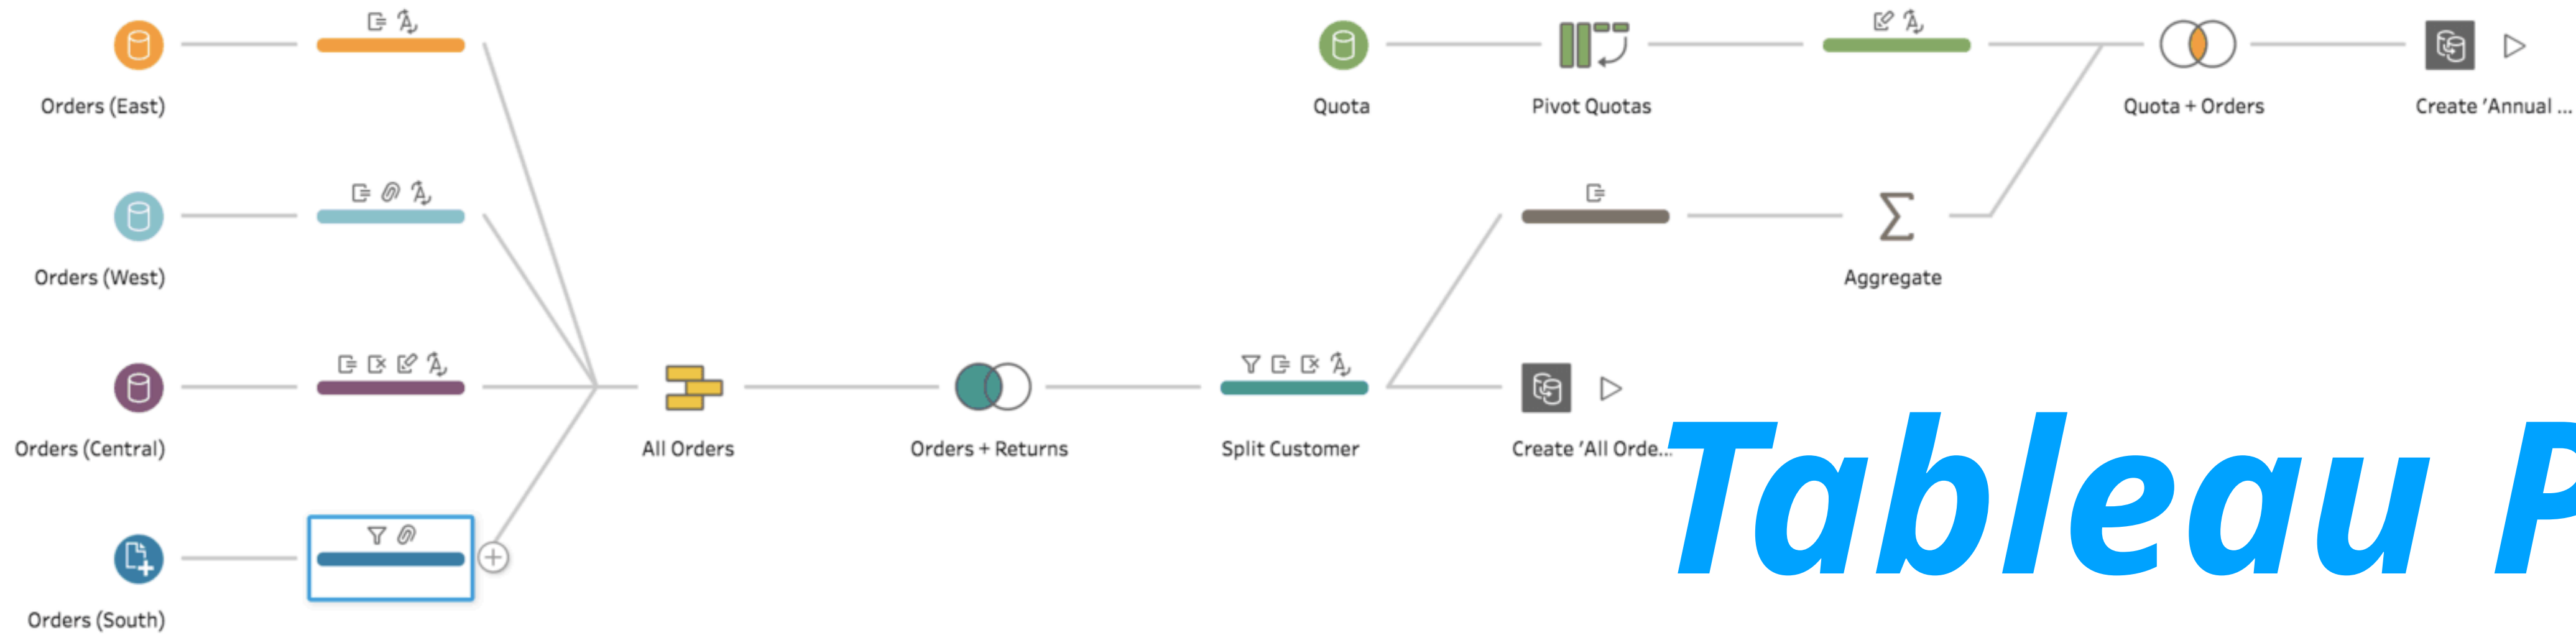 Orders (East)
Quota
Pivot Quotas
Quota + Orders
Create 'Annual ...
Orders (West)
Aggregate
Orders (Central)
All Orders
Orders + Returns
Split Customer
Create 'All Orde...
Tableau P
Orders (South)